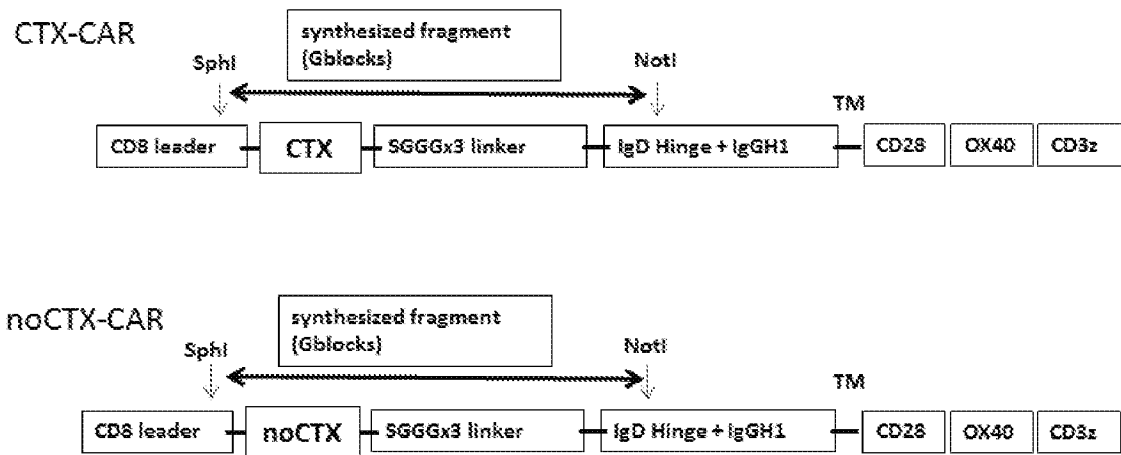 CTX-CAR
synthesized fragment
(Gblocks)
SphI
NotI
TM
CD8 leader
CTX
SGGGx3 linker
IgD Hinge + IgGH1
CD28
OX40
CD3z
noCTX-CAR
synthesized fragment
(Gblocks)
SphI
NotI
TM
CD8 leader
noCTX
SGGGx3 linker
IgD Hinge + IgGH1
CD28
OX40
CD3z